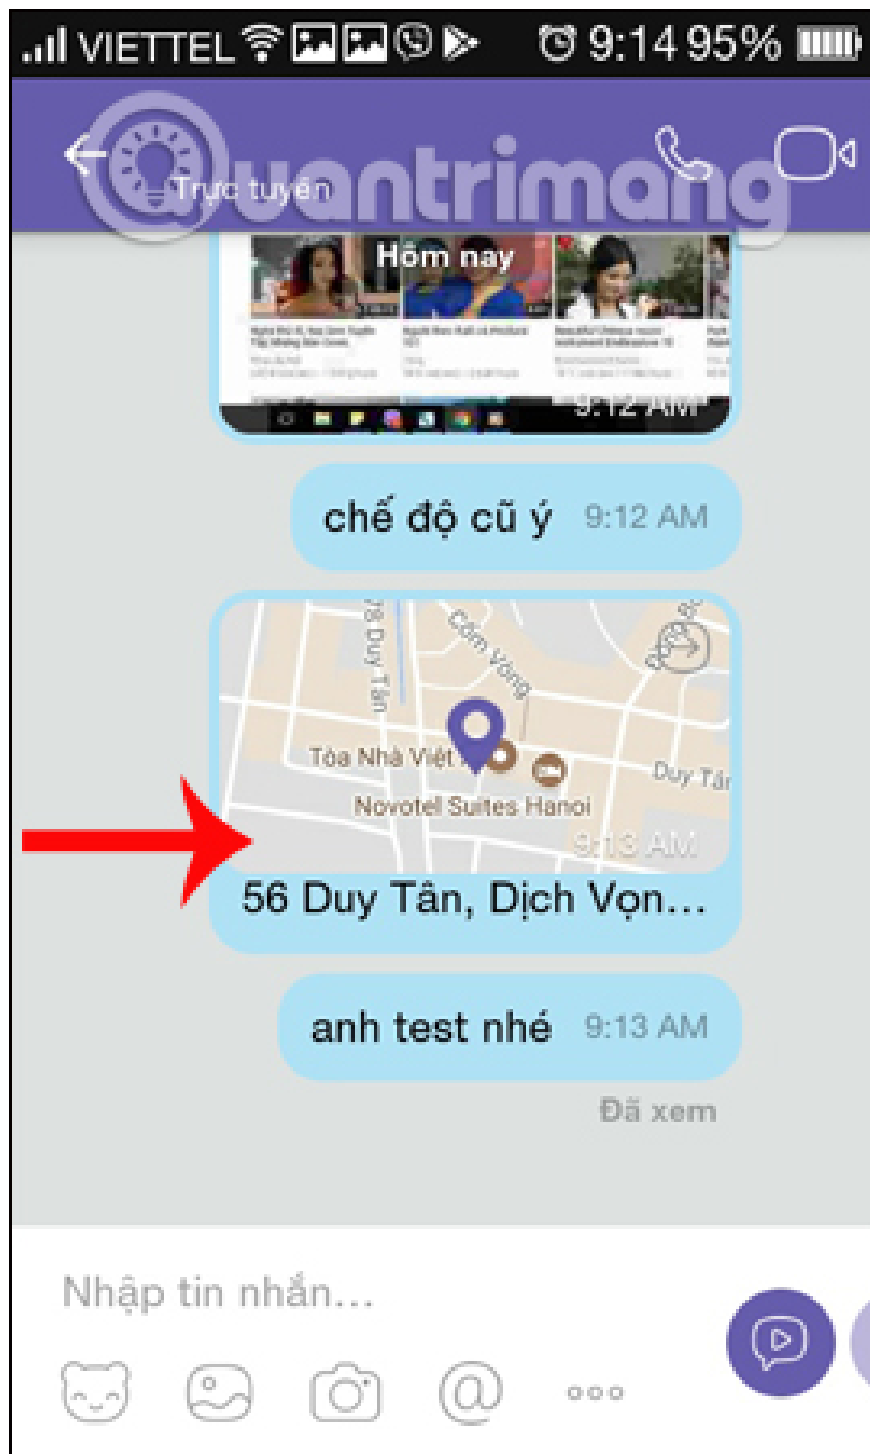 VIETTEL 9:14 95%
Quantrimang
Trực tuyến
Hôm nay
9:12 AM
chế độ cũ ý 9:12 AM
78 Duy Tân
Cốm Vòng
Tòa Nhà Việt
Duy Tân
Novotel Suites Hanoi
9:13 AM
56 Duy Tân, Dịch Vọn...
anh test nhé 9:13 AM
Đã xem
Nhập tin nhắn...